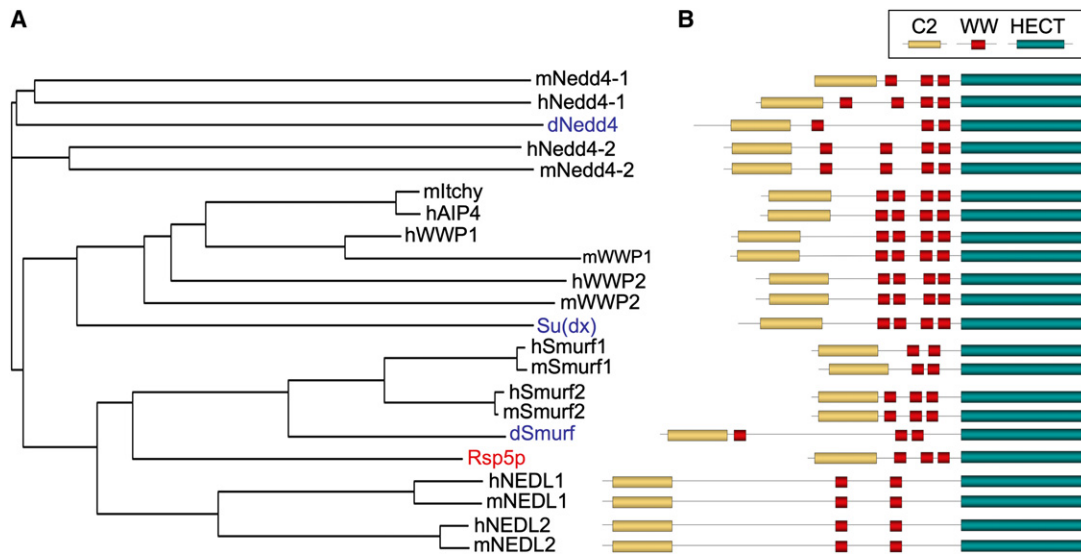 A
B
C2 WW HECT
mNedd4-1
hNedd4-1
dNedd4
hNedd4-2
mNedd4-2
mItchy
hAIP4
hWWP1
mWWP1
hWWP2
mWWP2
Su(dx)
hSmurf1
mSmurf1
hSmurf2
mSmurf2
dSmurf
Rsp5p
hNEDL1
mNEDL1
hNEDL2
mNEDL2